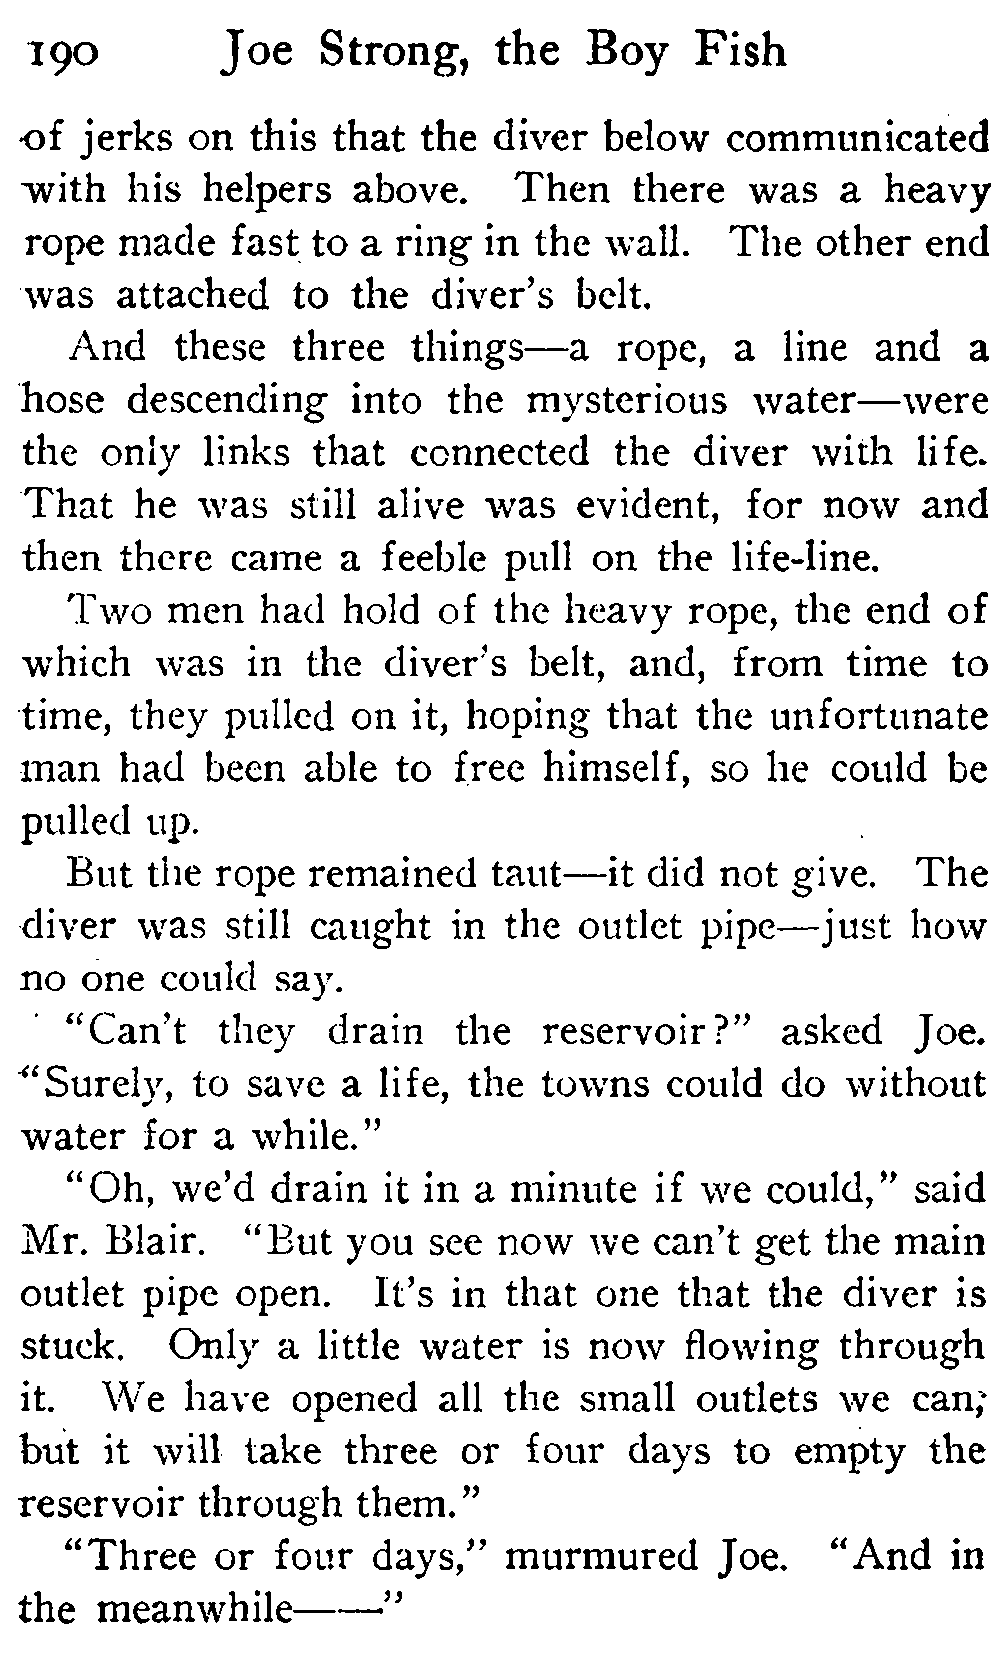 190 Joe Strong, the Boy Fish
of jerks on this that the diver below communicated
with his helpers above. Then there was a heavy
rope made fast to a ring in the wall. The other end
was attached to the diver's belt.
And these three things—a rope, a line and a
hose descending into the mysterious water—were
the only links that connected the diver with life.
That he was still alive was evident, for now and
then there came a feeble pull on the life-line.
Two men had hold of the heavy rope, the end of
which was in the diver's belt, and, from time to
time, they pulled on it, hoping that the unfortunate
man had been able to free himself, so he could be
pulled up.
But the rope remained taut—it did not give. The
diver was still caught in the outlet pipe—just how
no one could say.
"Can't they drain the reservoir?" asked Joe.
"Surely, to save a life, the towns could do without
water for a while."
"Oh, we'd drain it in a minute if we could," said
Mr. Blair. "But you see now we can't get the main
outlet pipe open. It's in that one that the diver is
stuck. Only a little water is now flowing through
it. We have opened all the small outlets we can;
but it will take three or four days to empty the
reservoir through them."
"Three or four days," murmured Joe. "And in
the meanwhile——"